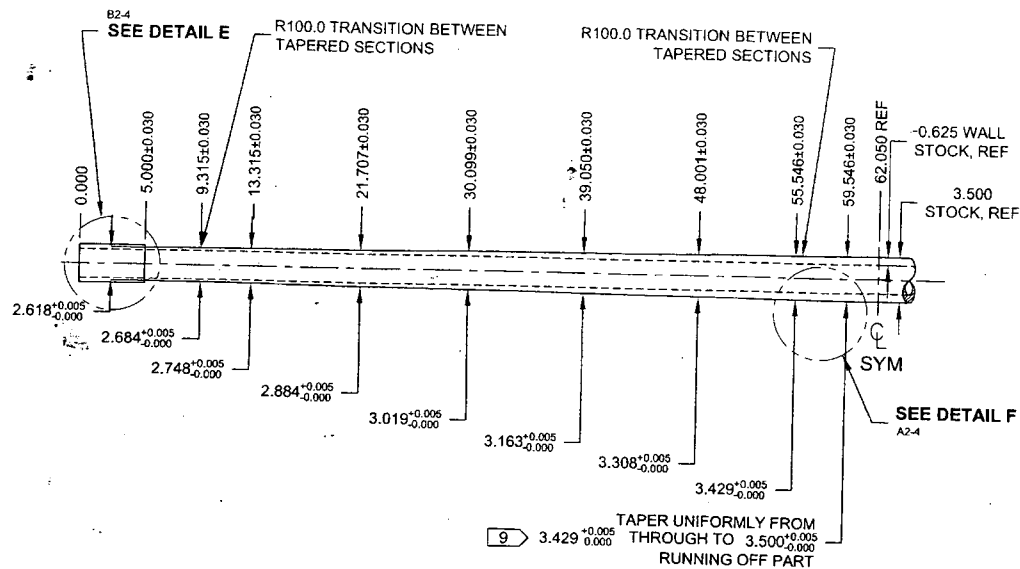 B2-4
SEE DETAIL E
R100.0 TRANSITION BETWEEN
TAPERED SECTIONS
R100.0 TRANSITION BETWEEN
TAPERED SECTIONS
0.000
5.000±0.030
9.315±0.030
13.315±0.030
21.707±0.030
30.099±0.030
39.050±0.030
48.001±0.030
55.546±0.030
59.546±0.030
62.050 REF
-0.625 WALL
STOCK, REF
3.500
STOCK, REF
2.618 +0.005 -0.000
2.684 +0.005 -0.000
2.748 +0.005 -0.000
2.884 +0.005 -0.000
3.019 +0.005 -0.000
3.163 +0.005 -0.000
3.308 +0.005 -0.000
3.429 +0.005 -0.000
CL
SYM
SEE DETAIL F
A2-4
TAPER UNIFORMLY FROM
9 3.429 +0.005 0.000 THROUGH TO 3.500 +0.005 -0.000
RUNNING OFF PART